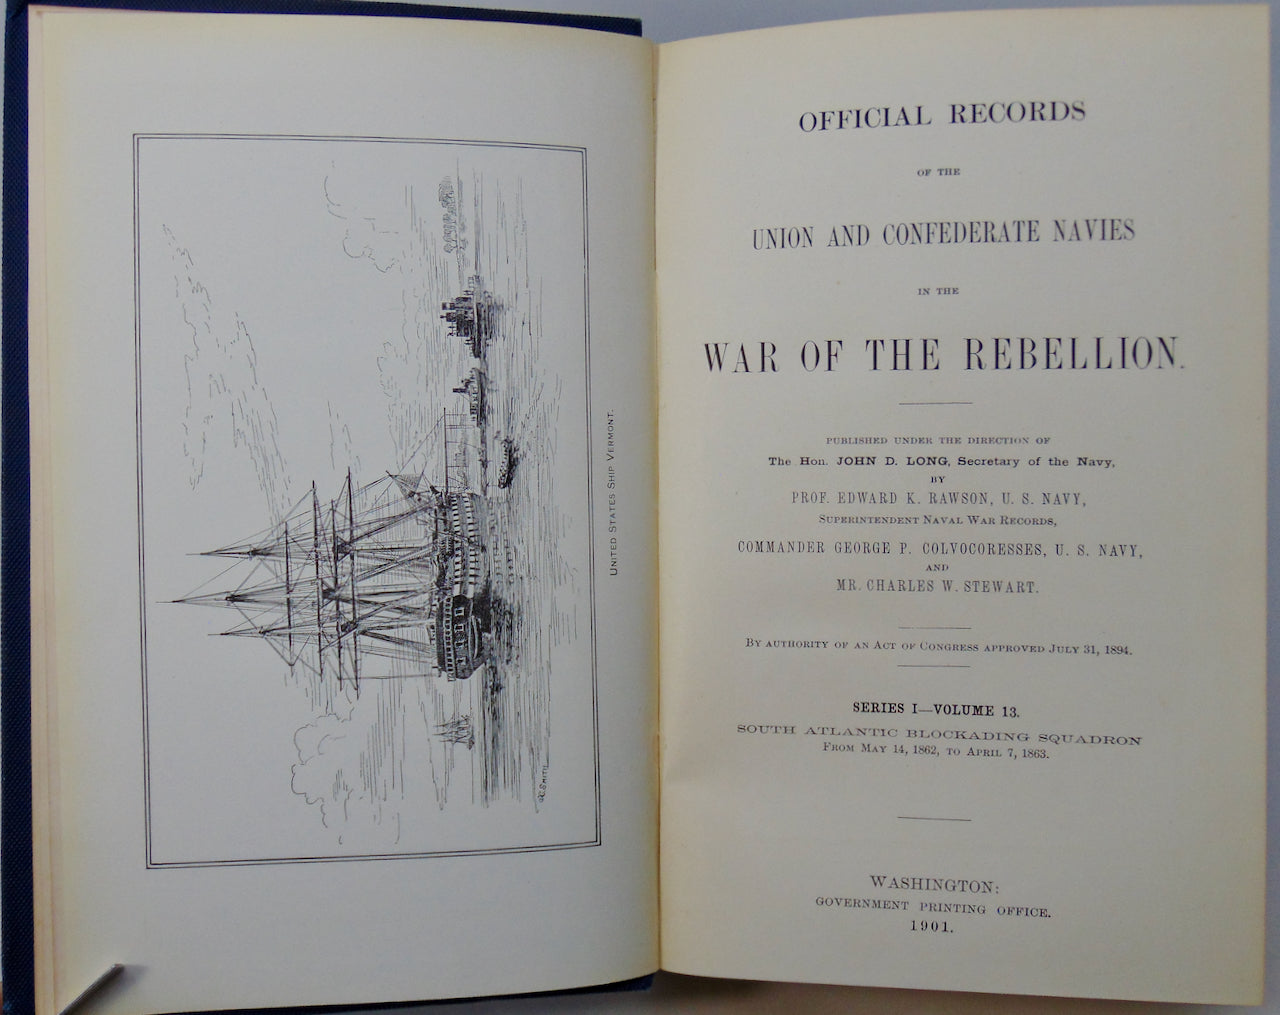 UNITED STATES SHIP VERMONT.
OFFICIAL RECORDS
OF THE
UNION AND CONFEDERATE NAVIES
IN THE
WAR OF THE REBELLION.
PUBLISHED UNDER THE DIRECTION OF
The Hon. JOHN D. LONG, Secretary of the Navy,
BY
PROF. EDWARD K. RAWSON, U. S. NAVY,
SUPERINTENDENT NAVAL WAR RECORDS,
COMMANDER GEORGE P. COLVOCORESSES, U. S. NAVY,
AND
MR. CHARLES W. STEWART.
BY AUTHORITY OF AN ACT OF CONGRESS APPROVED JULY 31, 1894.
SERIES I—VOLUME 13.
SOUTH ATLANTIC BLOCKADING SQUADRON
FROM MAY 14, 1862, TO APRIL 7, 1863.
WASHINGTON:
GOVERNMENT PRINTING OFFICE.
1901.